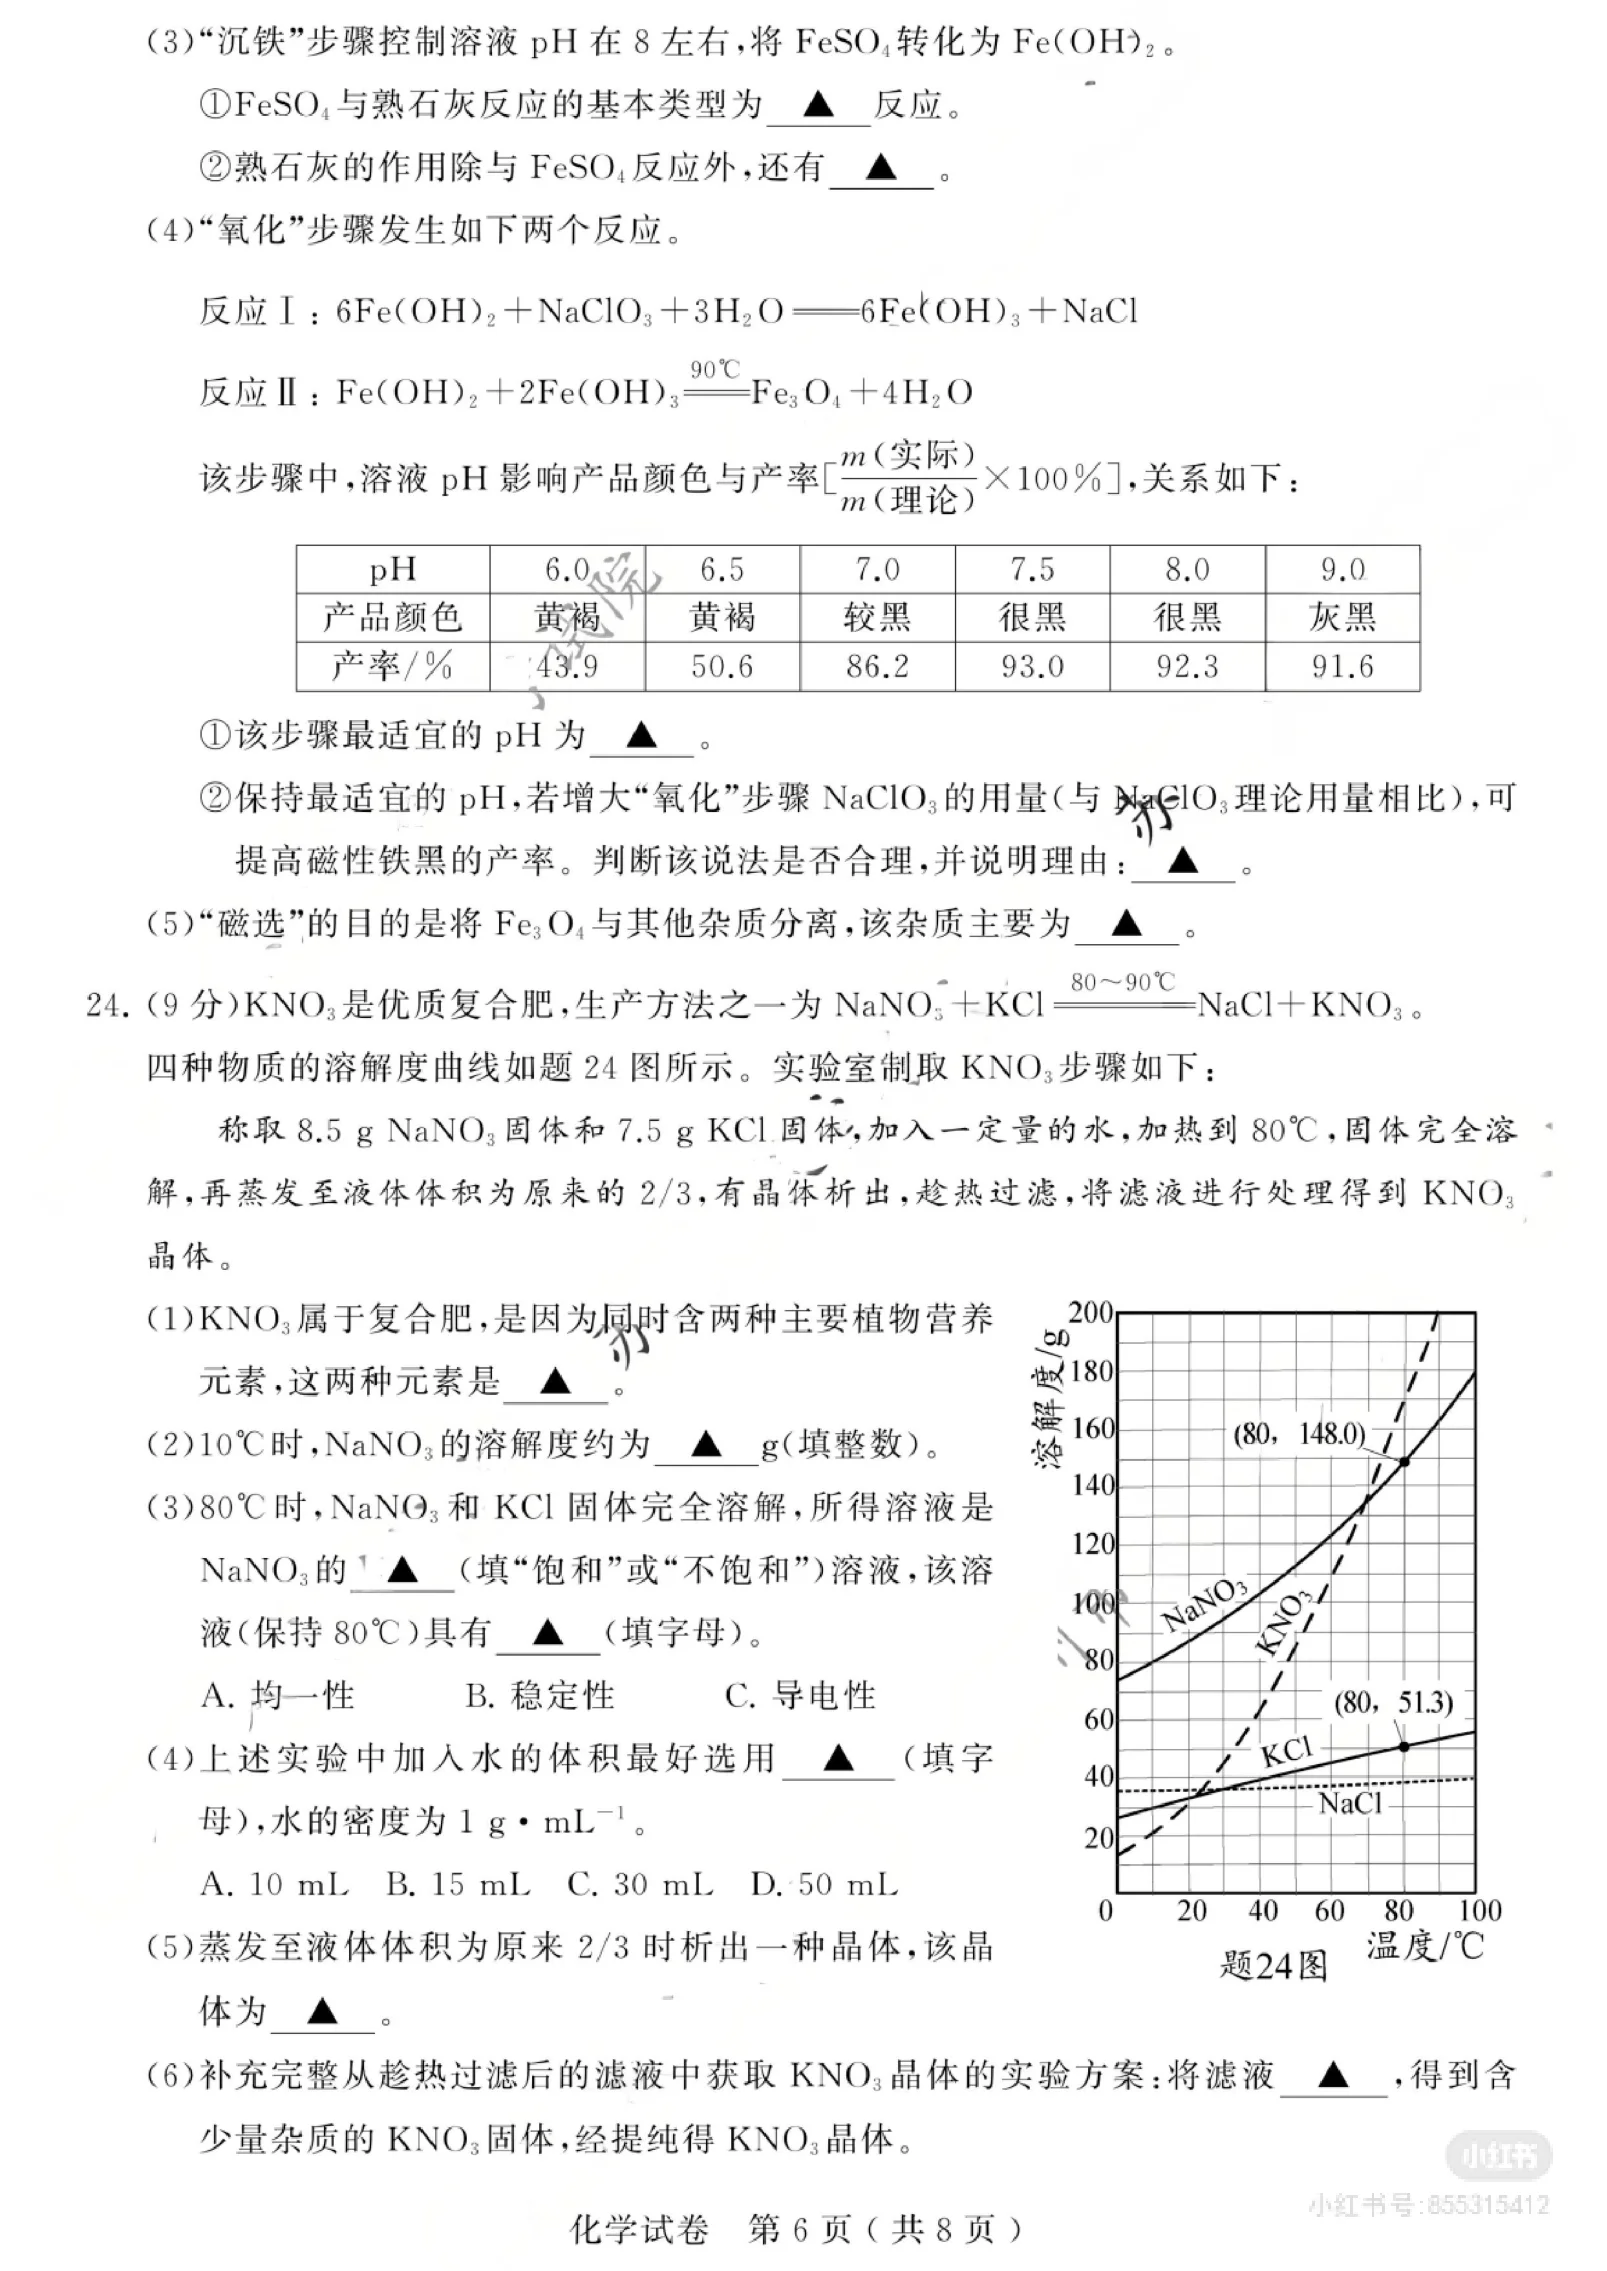 (3)“沉铁”步骤控制溶液 pH 在 8 左右,将 FeSO₄转化为 Fe(OH)₂。
①FeSO₄与熟石灰反应的基本类型为 ▲ 反应。
②熟石灰的作用除与 FeSO₄反应外,还有 ▲ 。
(4)“氧化”步骤发生如下两个反应。
反应Ⅰ: 6Fe(OH)₂+NaClO₃+3H₂O══6Fe(OH)₃+NaCl
90℃
反应Ⅱ: Fe(OH)₂+2Fe(OH)₃══Fe₃O₄+4H₂O
该步骤中,溶液 pH 影响产品颜色与产率[m(实际)/m(理论)×100%],关系如下:
pH 6.0 6.5 7.0 7.5 8.0 9.0
产品颜色 黄褐 黄褐 较黑 很黑 很黑 灰黑
产率/% 43.9 50.6 86.2 93.0 92.3 91.6
①该步骤最适宜的 pH 为 ▲ 。
②保持最适宜的 pH,若增大“氧化”步骤 NaClO₃的用量(与 NaClO₃理论用量相比),可
提高磁性铁黑的产率。判断该说法是否合理,并说明理由: ▲ 。
(5)“磁选”的目的是将 Fe₃O₄与其他杂质分离,该杂质主要为 ▲ 。
80～90℃
24. (9 分)KNO₃是优质复合肥,生产方法之一为 NaNO₃+KCl══NaCl+KNO₃。
四种物质的溶解度曲线如题 24 图所示。实验室制取 KNO₃步骤如下:
称取 8.5 g NaNO₃固体和 7.5 g KCl 固体,加入一定量的水,加热到 80℃,固体完全溶
解,再蒸发至液体体积为原来的 2/3,有晶体析出,趁热过滤,将滤液进行处理得到 KNO₃
晶体。
(1)KNO₃属于复合肥,是因为同时含两种主要植物营养
元素,这两种元素是 ▲ 。
(2)10℃时,NaNO₃的溶解度约为 ▲ g(填整数)。
(3)80℃时,NaNO₃和 KCl 固体完全溶解,所得溶液是
NaNO₃的 ▲ (填“饱和”或“不饱和”)溶液,该溶
液(保持 80℃)具有 ▲ (填字母)。
A. 均一性 B. 稳定性 C. 导电性
(4)上述实验中加入水的体积最好选用 ▲ (填字
母),水的密度为 1 g·mL⁻¹。
A. 10 mL B. 15 mL C. 30 mL D. 50 mL
(5)蒸发至液体体积为原来 2/3 时析出一种晶体,该晶
体为 ▲ 。
溶解度/g
200
180
160
140
120
100
80
60
40
20
0 20 40 60 80 100
温度/℃
(80, 148.0)
NaNO₃
KNO₃
(80, 51.3)
KCl
NaCl
题24图
(6)补充完整从趁热过滤后的滤液中获取 KNO₃晶体的实验方案:将滤液 ▲ ,得到含
少量杂质的 KNO₃固体,经提纯得 KNO₃晶体。
小红书
小红书号:855315412
化学试卷 第 6 页 ( 共 8 页 )